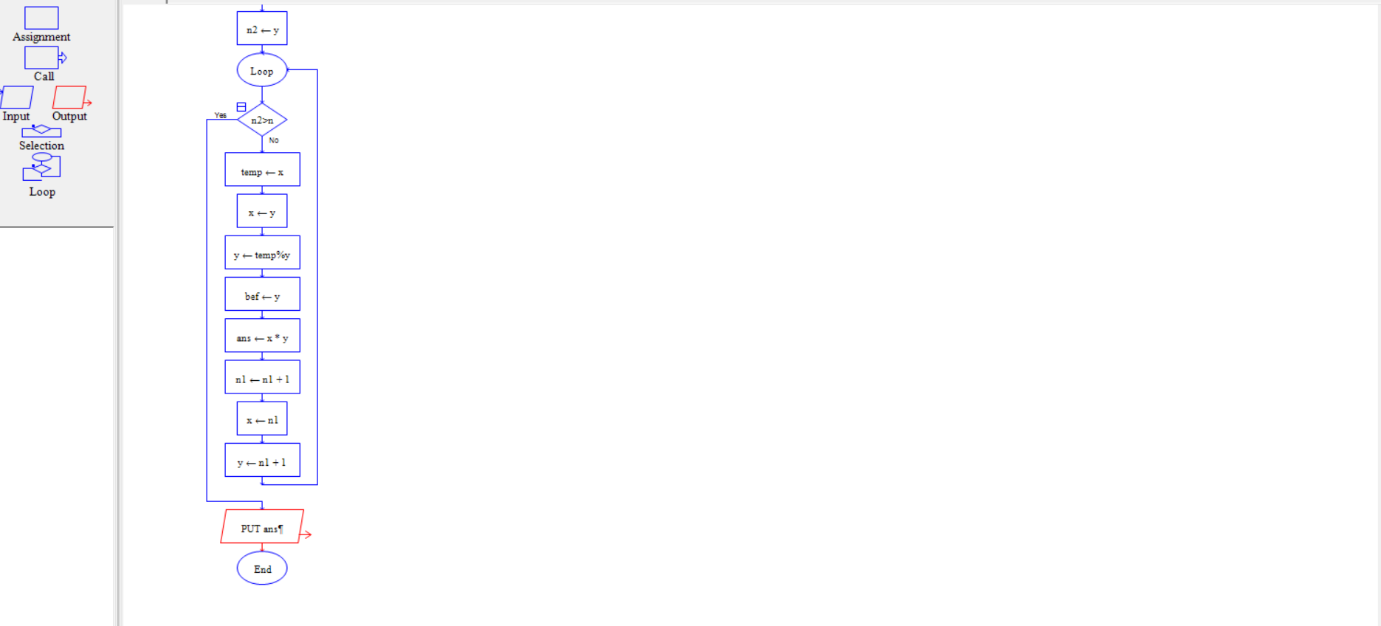 Assignment
Call
Input
Output
Selection
Loop
n2 ← y
Loop
Yes
n2>n
No
temp ← x
x ← y
y ← temp%y
baf ← y
ans ← x * y
n1 ← n1 + 1
x ← n1
y ← n1 + 1
PUT ans¶
End